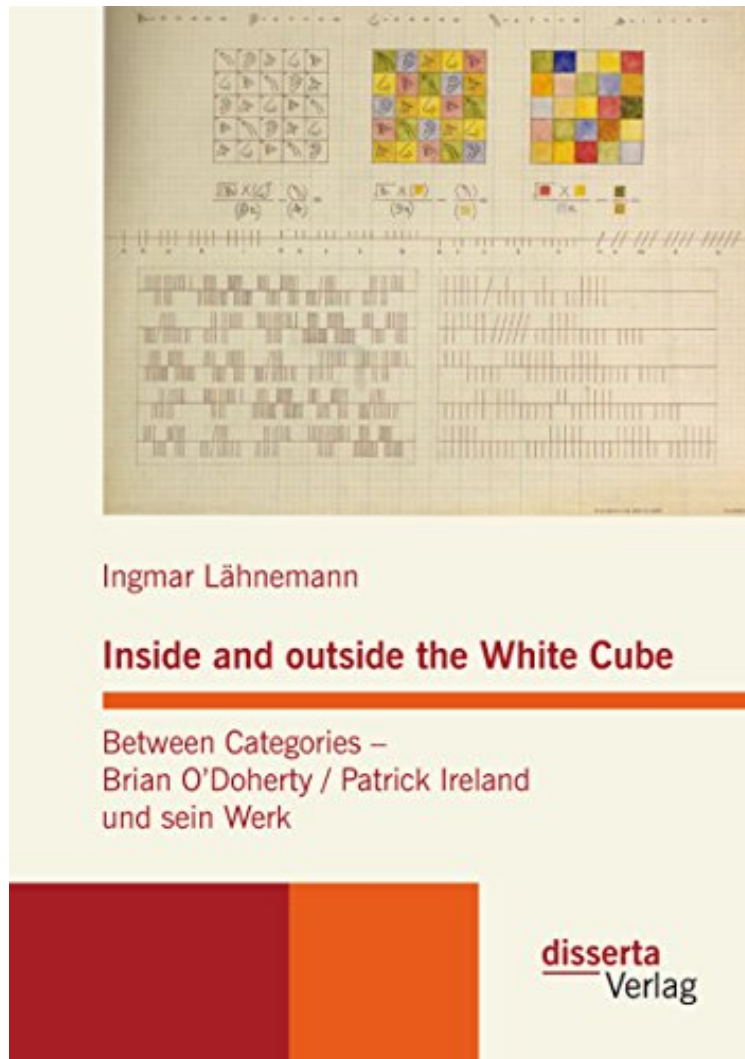 Ingmar Lähnemann
Inside and outside the White Cube
Between Categories –
Brian O'Doherty / Patrick Ireland
und sein Werk
disserta
Verlag